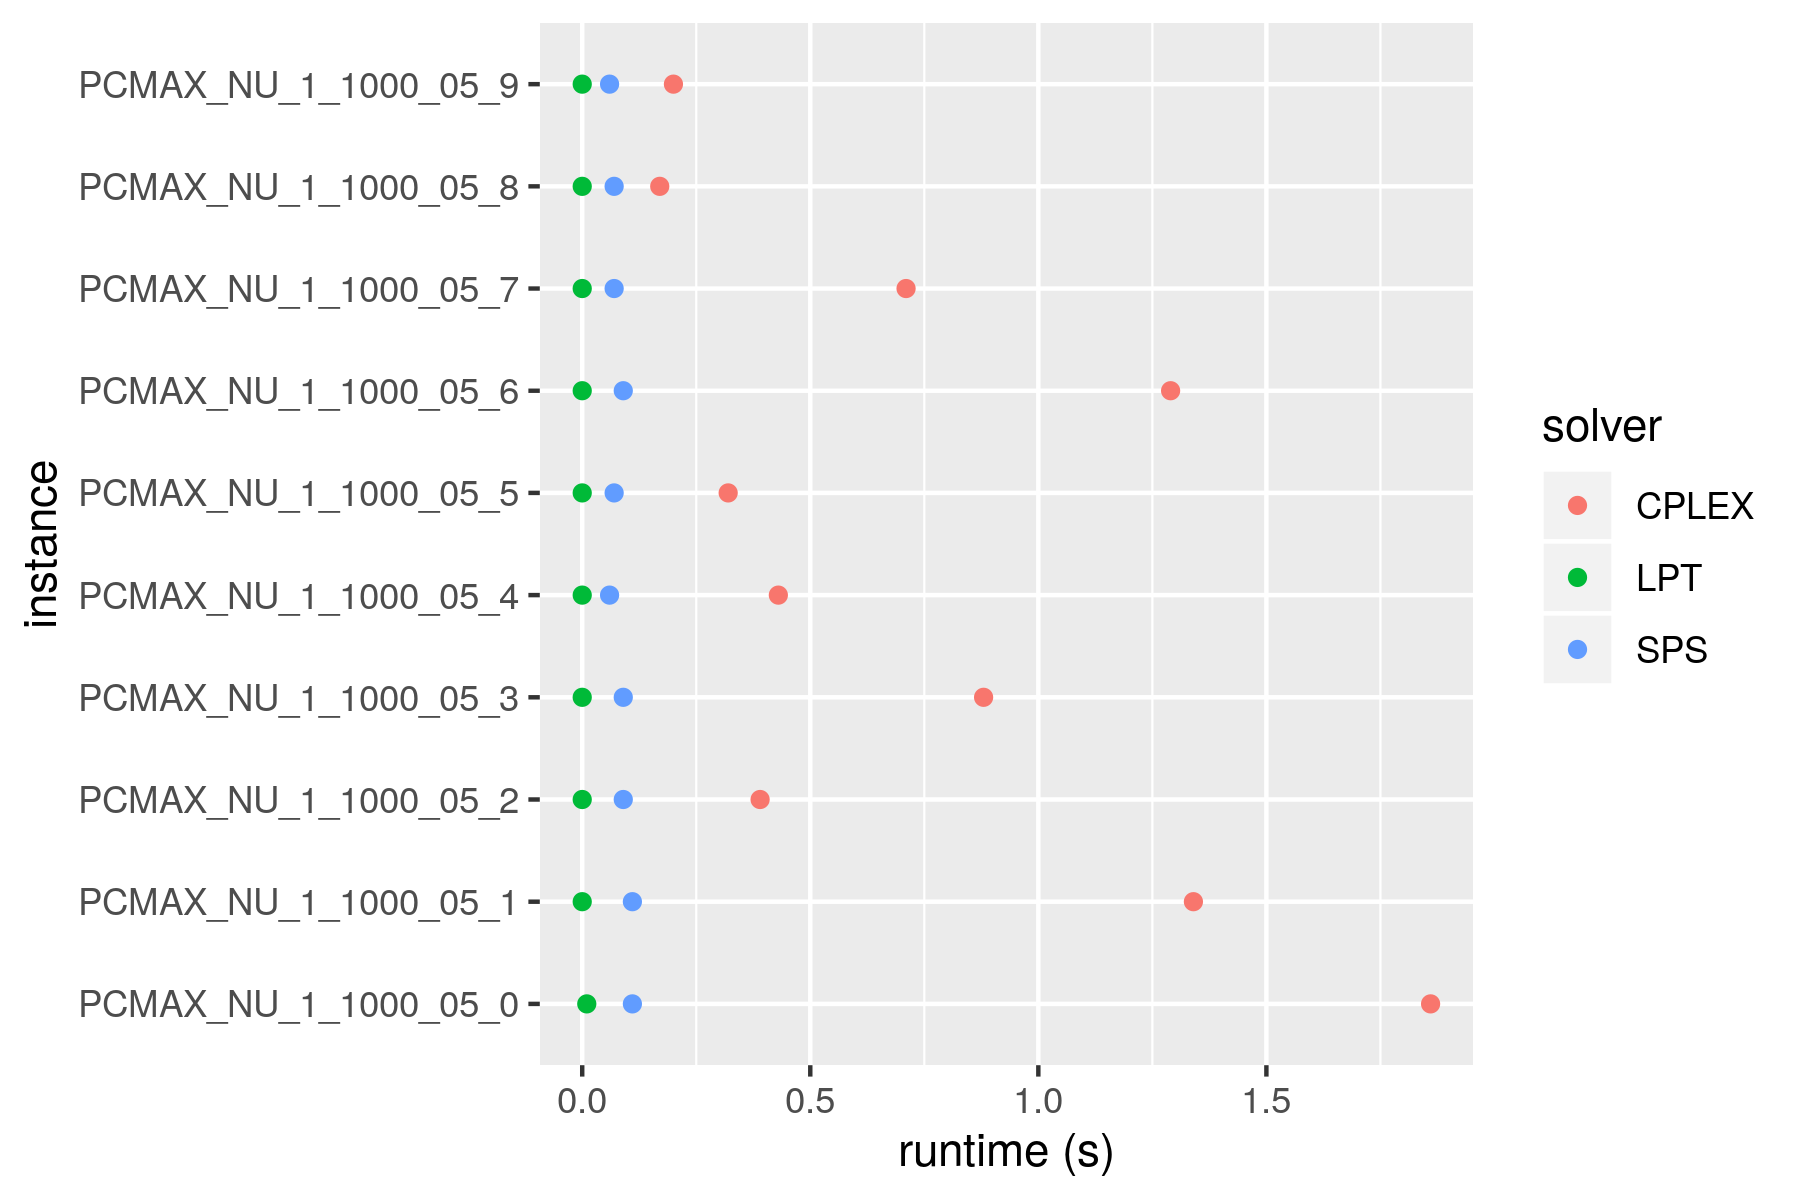 PCMAX_NU_1_1000_05_9
PCMAX_NU_1_1000_05_8
PCMAX_NU_1_1000_05_7
PCMAX_NU_1_1000_05_6
PCMAX_NU_1_1000_05_5
PCMAX_NU_1_1000_05_4
PCMAX_NU_1_1000_05_3
PCMAX_NU_1_1000_05_2
PCMAX_NU_1_1000_05_1
PCMAX_NU_1_1000_05_0
instance
0.0 0.5 1.0 1.5
runtime (s)
solver
CPLEX
LPT
SPS